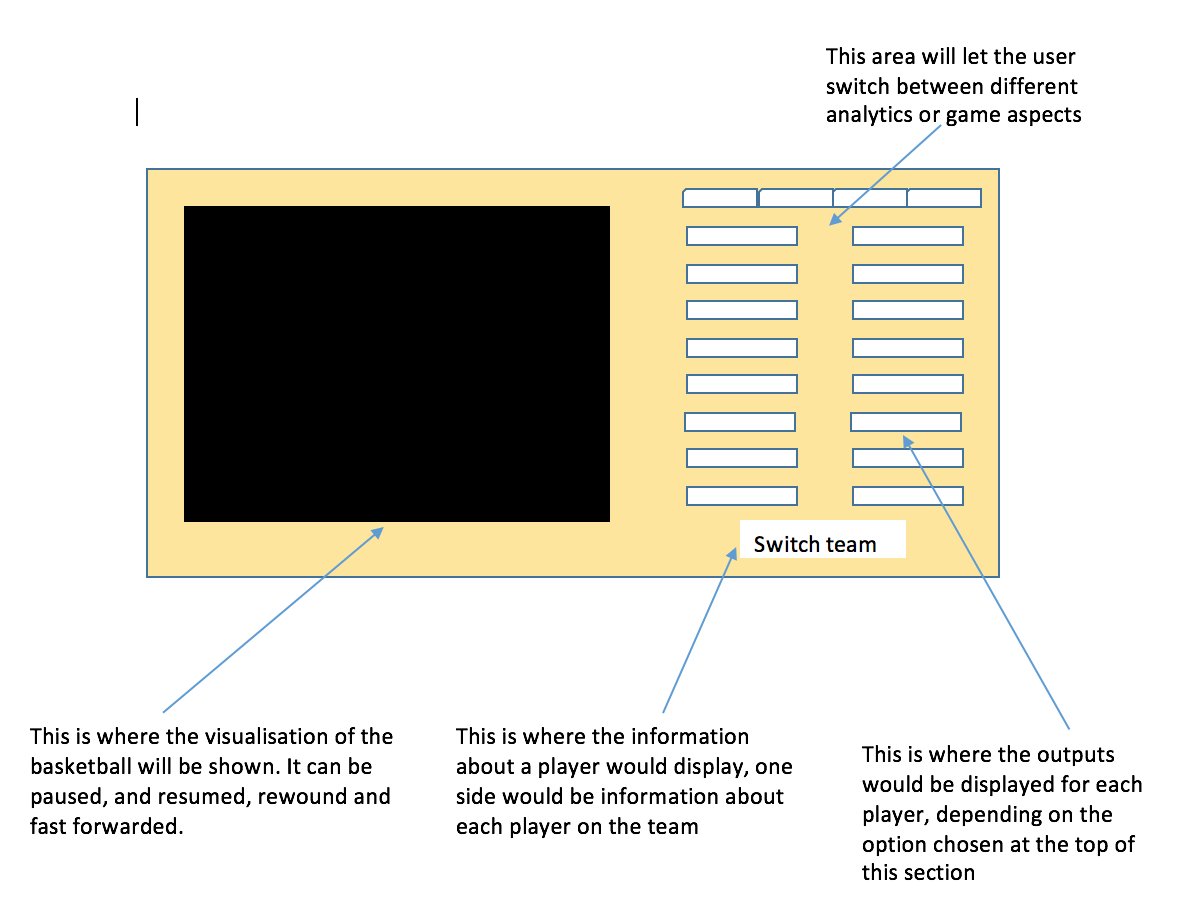 This area will let the user
switch between different
analytics or game aspects
Switch team
This is where the visualisation of the
basketball will be shown. It can be
paused, and resumed, rewound and
fast forwarded.
This is where the information
about a player would display, one
side would be information about
each player on the team
This is where the outputs
would be displayed for each
player, depending on the
option chosen at the top of
this section